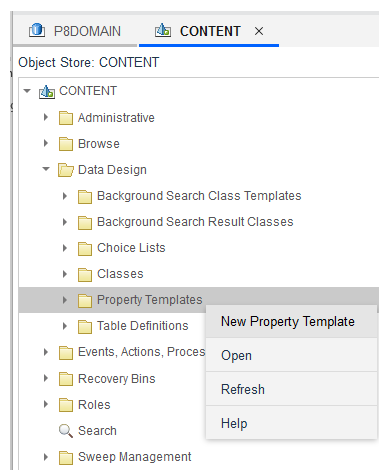 P8DOMAIN
CONTENT
Object Store: CONTENT
CONTENT
Administrative
Browse
Data Design
Background Search Class Templates
Background Search Result Classes
Choice Lists
Classes
Property Templates
New Property Template
Table Definitions
Open
Events, Actions, Proces
Refresh
Recovery Bins
Roles
Help
Search
Sweep Management